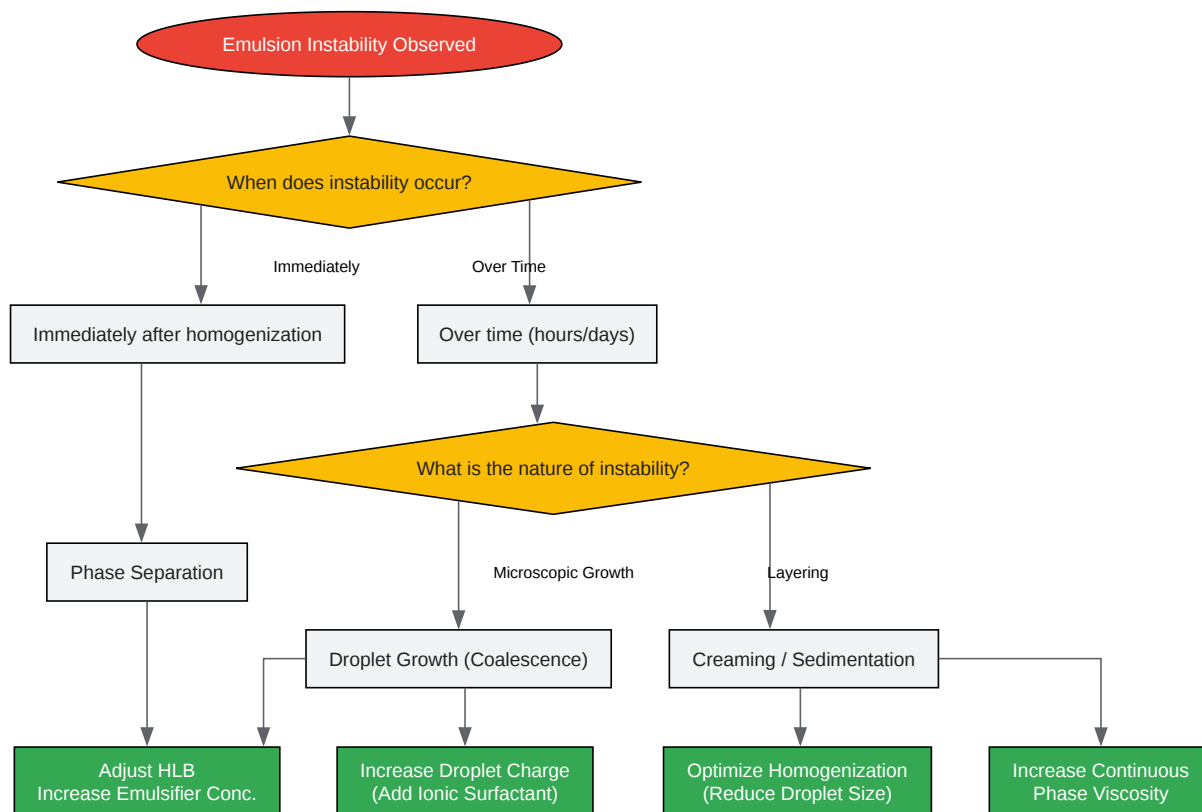 Emulsion Instability Observed
When does instability occur?
Immediately
Over Time
Immediately after homogenization
Over time (hours/days)
What is the nature of instability?
Phase Separation
Microscopic Growth
Layering
Droplet Growth (Coalescence)
Creaming / Sedimentation
Adjust HLB
Increase Emulsifier Conc.
Increase Droplet Charge
(Add Ionic Surfactant)
Optimize Homogenization
(Reduce Droplet Size)
Increase Continuous
Phase Viscosity